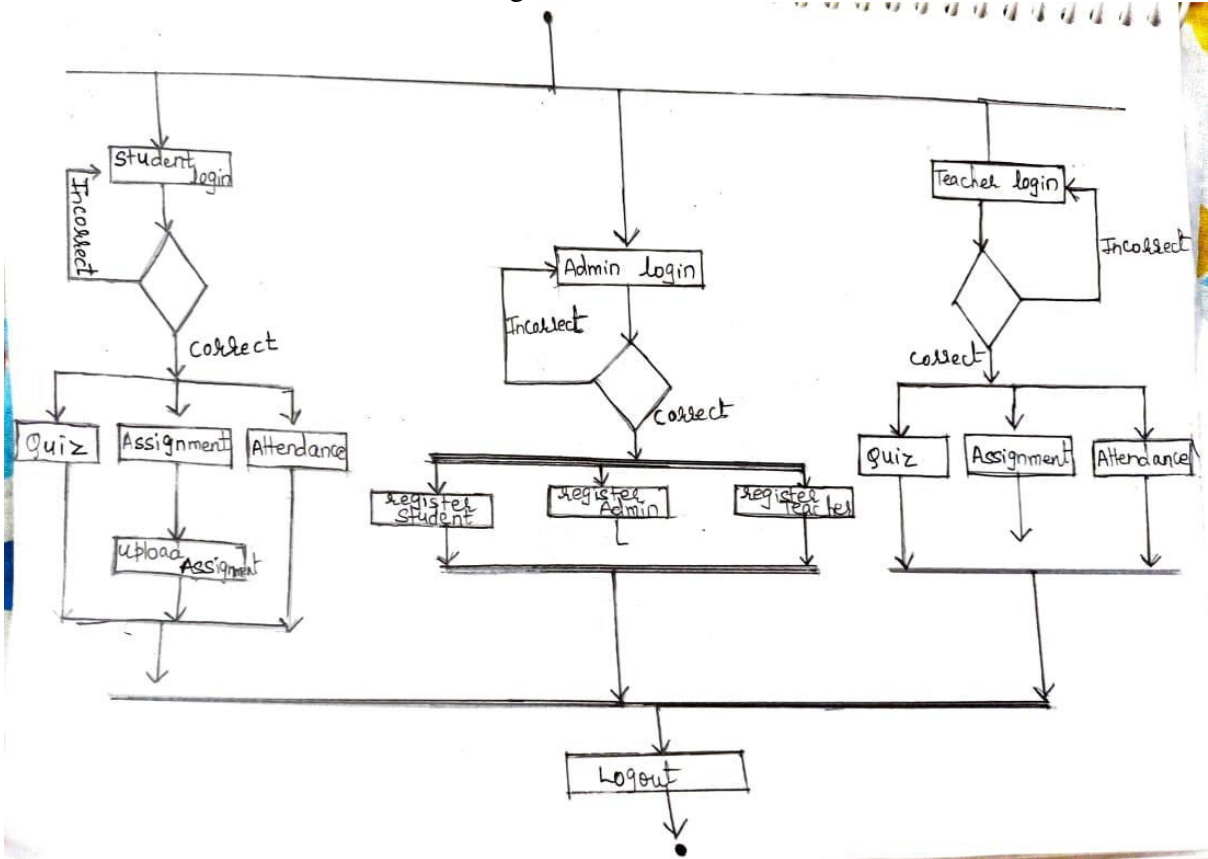 Student
login
Incorrect
Correct
Quiz
Assignment
Attendance
Upload
Assignment
Admin login
Incorrect
Correct
register
Student
register
Admin
register
Teacher
Teacher login
Incorrect
Correct
Quiz
Assignment
Attendance
Logout